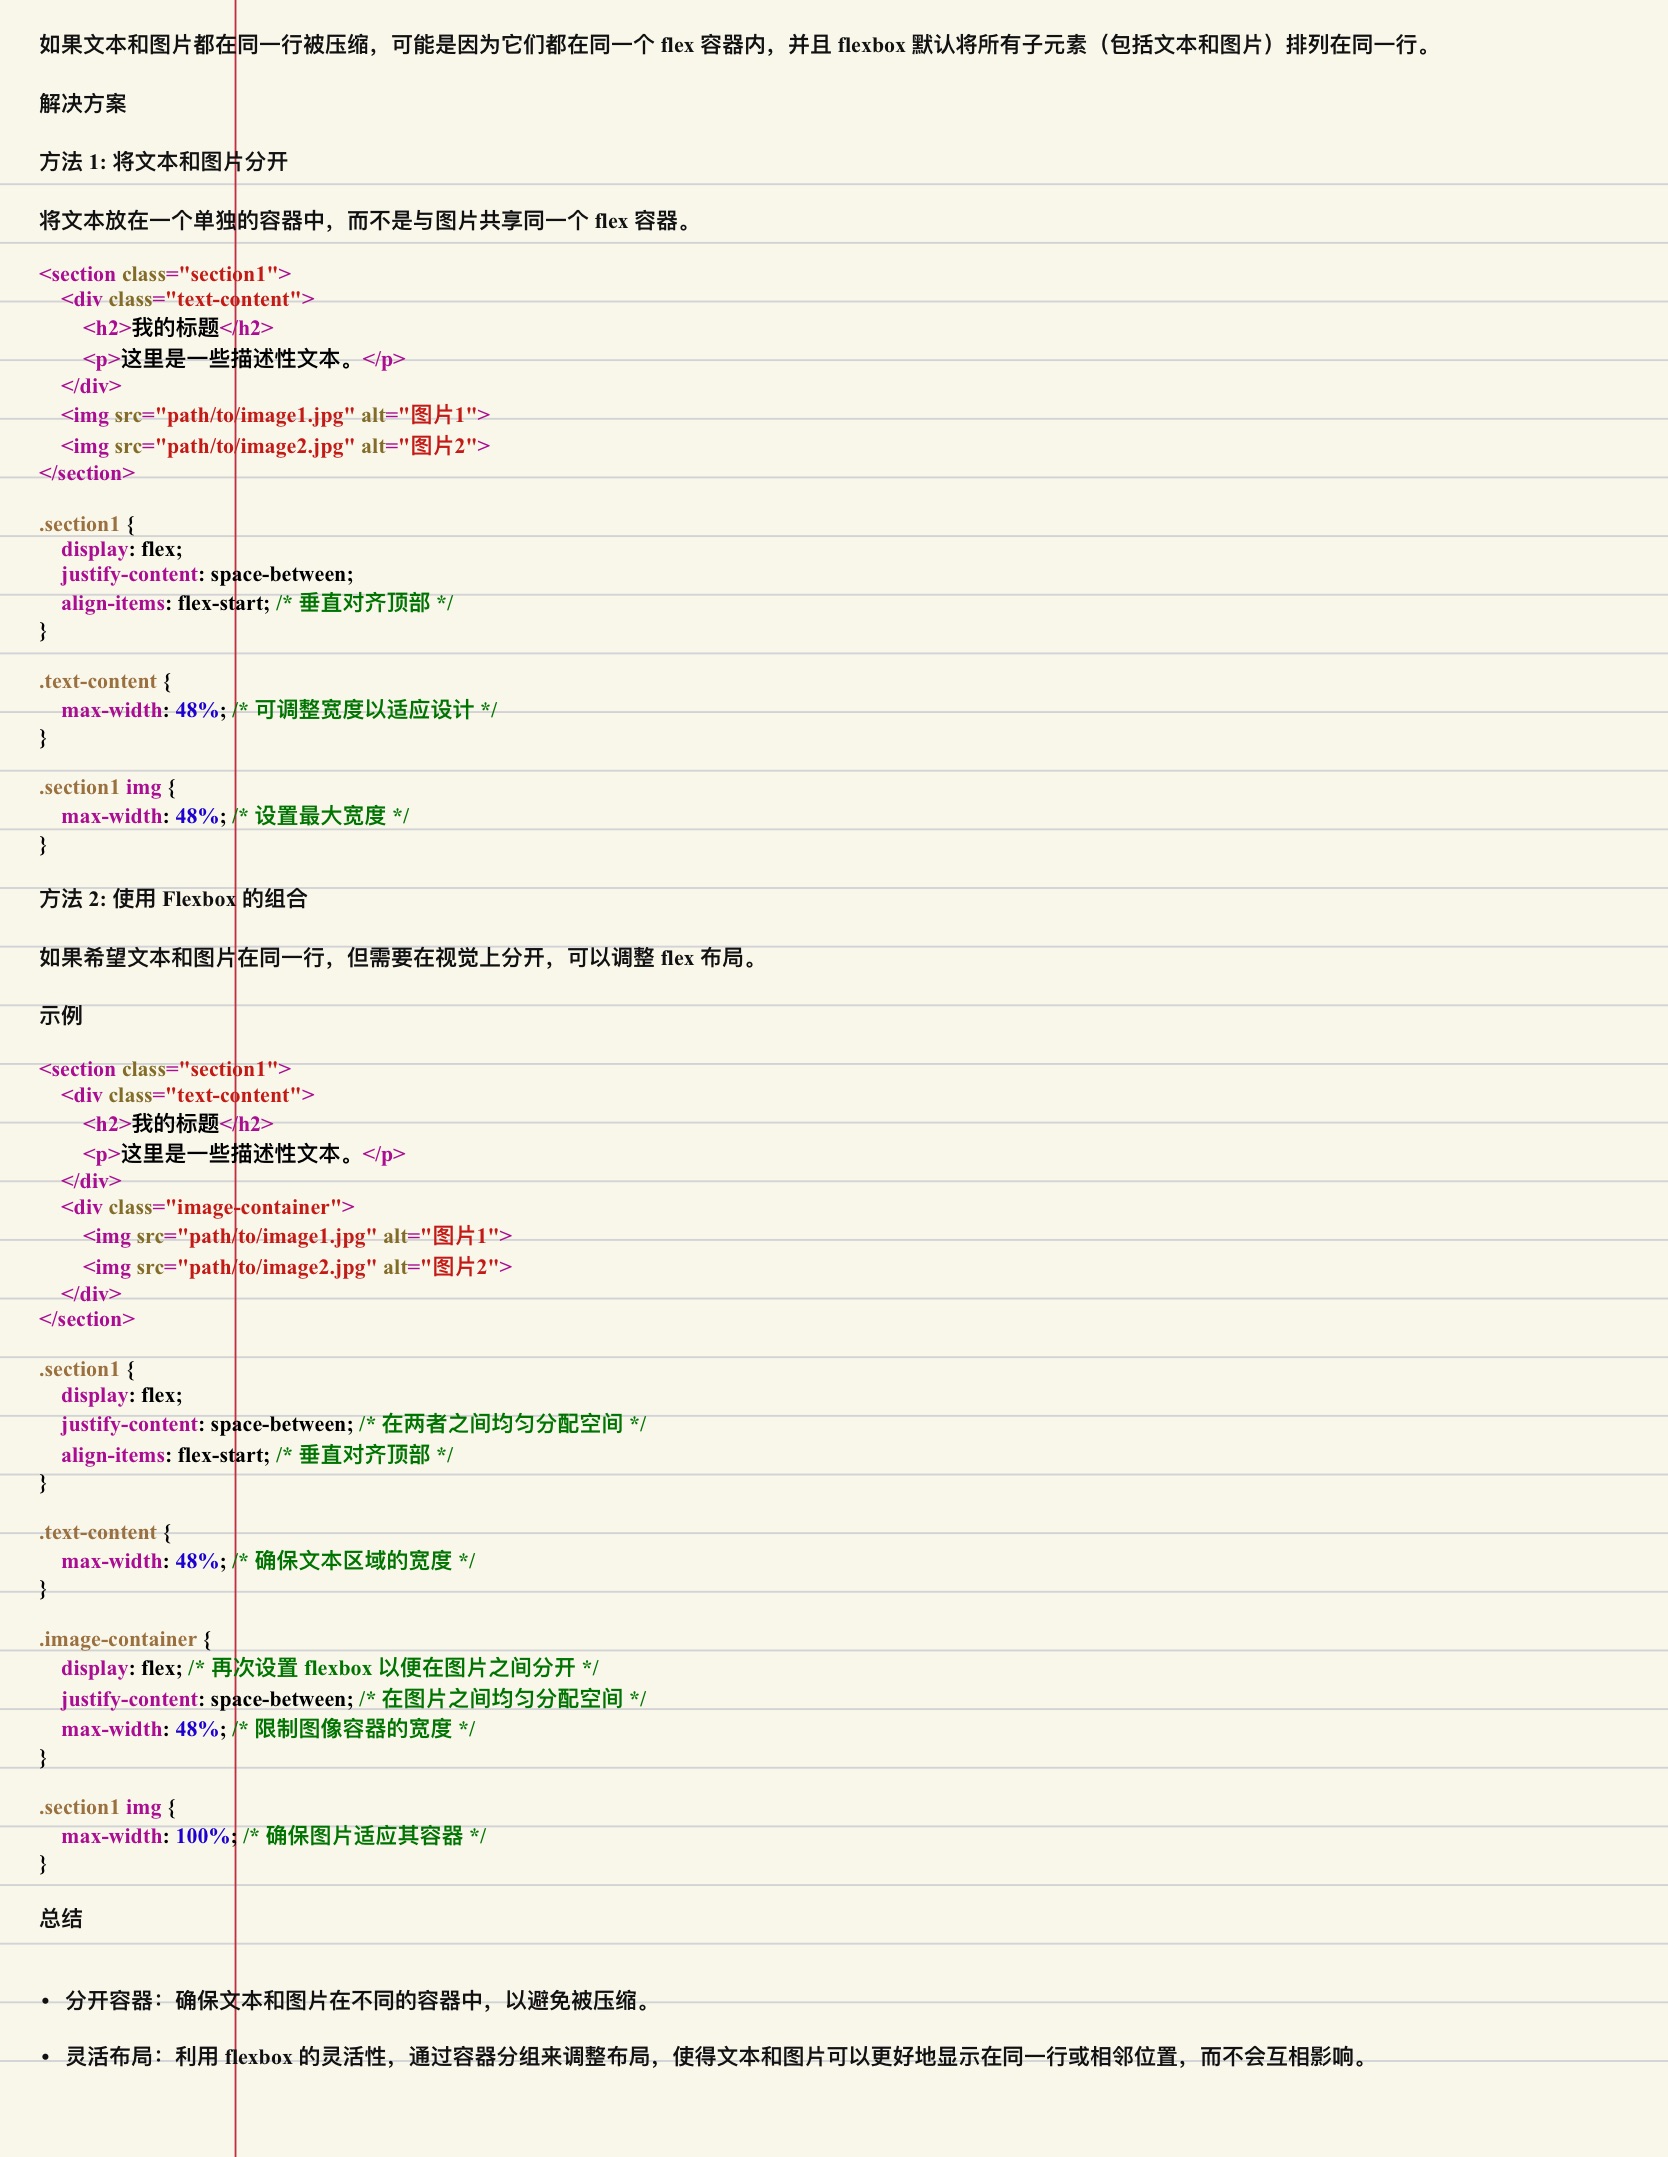 如果文本和图片都在同一行被压缩，可能是因为它们都在同一个 flex 容器内，并且 flexbox 默认将所有子元素（包括文本和图片）排列在同一行。
解决方案
方法 1: 将文本和图片分开
将文本放在一个单独的容器中，而不是与图片共享同一个 flex 容器。
<section class="section1">
    <div class="text-content">
        <h2>我的标题</h2>
        <p>这里是一些描述性文本。</p>
    </div>
    <img src="path/to/image1.jpg" alt="图片1">
    <img src="path/to/image2.jpg" alt="图片2">
</section>
.section1 {
    display: flex;
    justify-content: space-between;
    align-items: flex-start; /* 垂直对齐顶部 */
}
.text-content {
    max-width: 48%; /* 可调整宽度以适应设计 */
}
.section1 img {
    max-width: 48%; /* 设置最大宽度 */
}
方法 2: 使用 Flexbox 的组合
如果希望文本和图片在同一行，但需要在视觉上分开，可以调整 flex 布局。
示例
<section class="section1">
    <div class="text-content">
        <h2>我的标题</h2>
        <p>这里是一些描述性文本。</p>
    </div>
    <div class="image-container">
        <img src="path/to/image1.jpg" alt="图片1">
        <img src="path/to/image2.jpg" alt="图片2">
    </div>
</section>
.section1 {
    display: flex;
    justify-content: space-between; /* 在两者之间均匀分配空间 */
    align-items: flex-start; /* 垂直对齐顶部 */
}
.text-content {
    max-width: 48%; /* 确保文本区域的宽度 */
}
.image-container {
    display: flex; /* 再次设置 flexbox 以便在图片之间分开 */
    justify-content: space-between; /* 在图片之间均匀分配空间 */
    max-width: 48%; /* 限制图像容器的宽度 */
}
.section1 img {
    max-width: 100%; /* 确保图片适应其容器 */
}
总结
• 分开容器：确保文本和图片在不同的容器中，以避免被压缩。
• 灵活布局：利用 flexbox 的灵活性，通过容器分组来调整布局，使得文本和图片可以更好地显示在同一行或相邻位置，而不会互相影响。